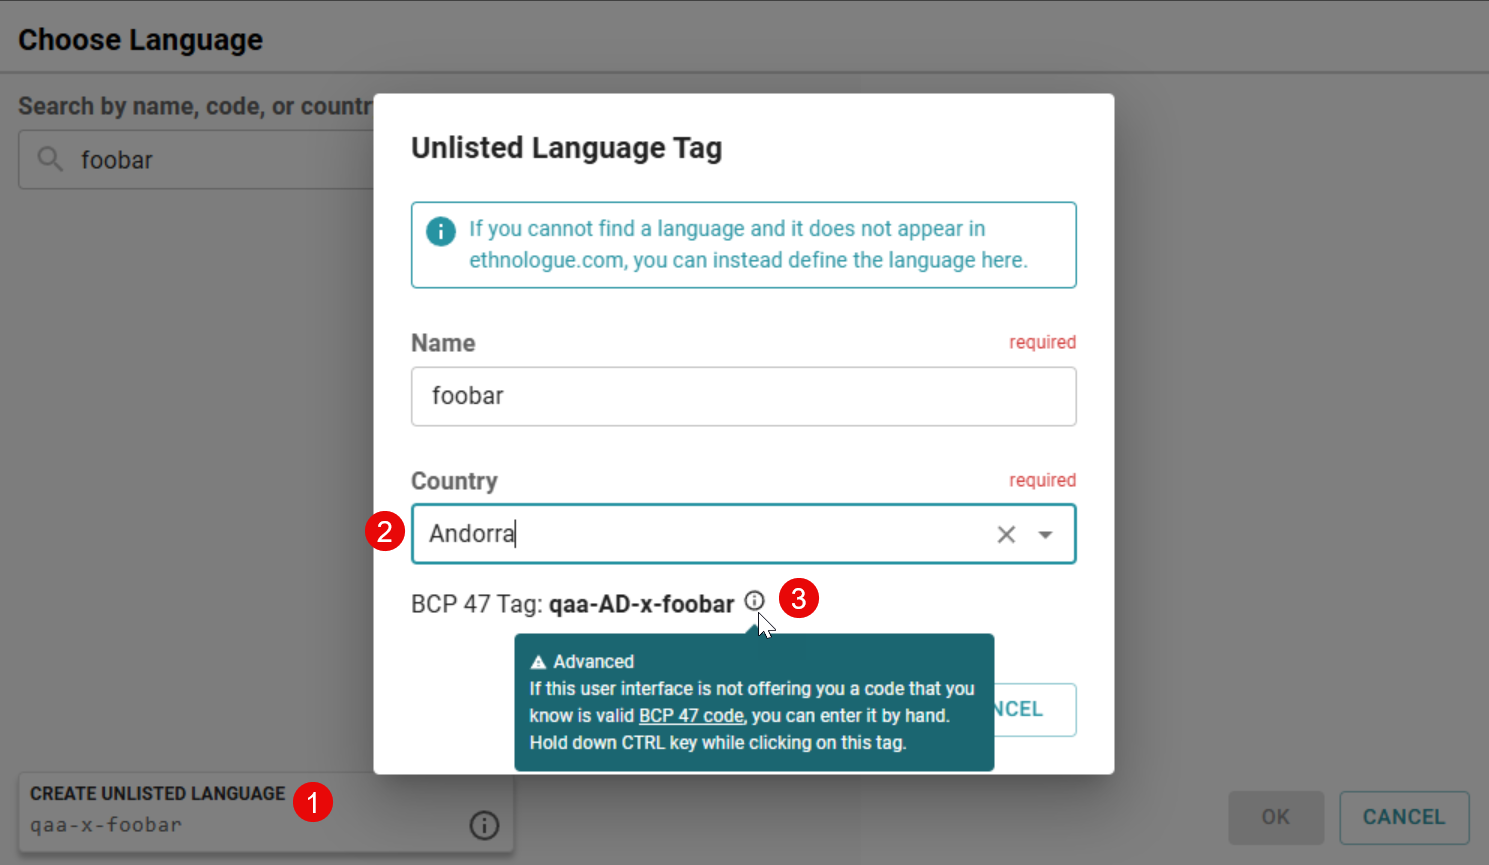 Choose Language
Search by name, code, or countr
foobar
Unlisted Language Tag
If you cannot find a language and it does not appear in
ethnologue.com, you can instead define the language here.
Name
required
foobar
Country
required
2
Andorra
BCP 47 Tag: qaa-AD-x-foobar
3
Advanced
If this user interface is not offering you a code that you
know is valid BCP 47 code, you can enter it by hand.
Hold down CTRL key while clicking on this tag.
NCEL
CREATE UNLISTED LANGUAGE
1
qaa-x-foobar
OK
CANCEL